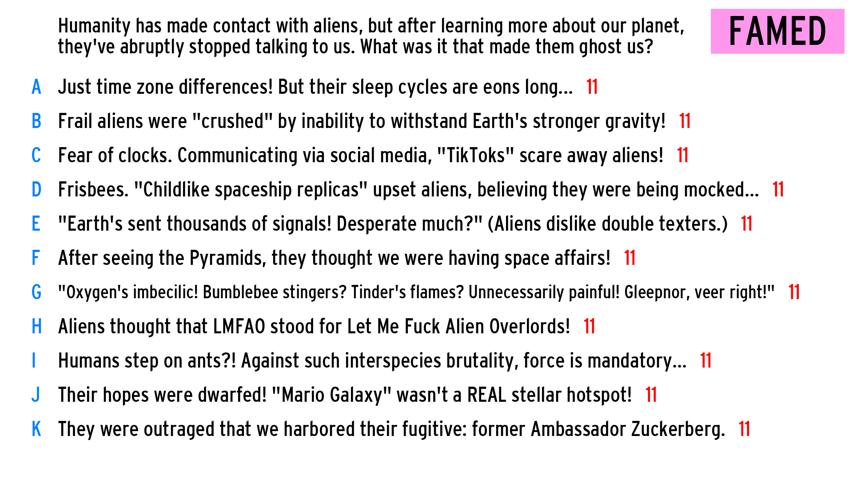 Humanity has made contact with aliens, but after learning more about our planet,
they've abruptly stopped talking to us. What was it that made them ghost us?
FAMED
A Just time zone differences! But their sleep cycles are eons long... 11
B Frail aliens were "crushed" by inability to withstand Earth's stronger gravity! 11
C Fear of clocks. Communicating via social media, "TikToks" scare away aliens! 11
D Frisbees. "Childlike spaceship replicas" upset aliens, believing they were being mocked... 11
E "Earth's sent thousands of signals! Desperate much?" (Aliens dislike double texters.) 11
F After seeing the Pyramids, they thought we were having space affairs! 11
G "Oxygen's imbecilic! Bumblebee stingers? Tinder's flames? Unnecessarily painful! Gleepnor, veer right!" 11
H Aliens thought that LMFAO stood for Let Me Fuck Alien Overlords! 11
I Humans step on ants?! Against such interspecies brutality, force is mandatory... 11
J Their hopes were dwarfed! "Mario Galaxy" wasn't a REAL stellar hotspot! 11
K They were outraged that we harbored their fugitive: former Ambassador Zuckerberg. 11